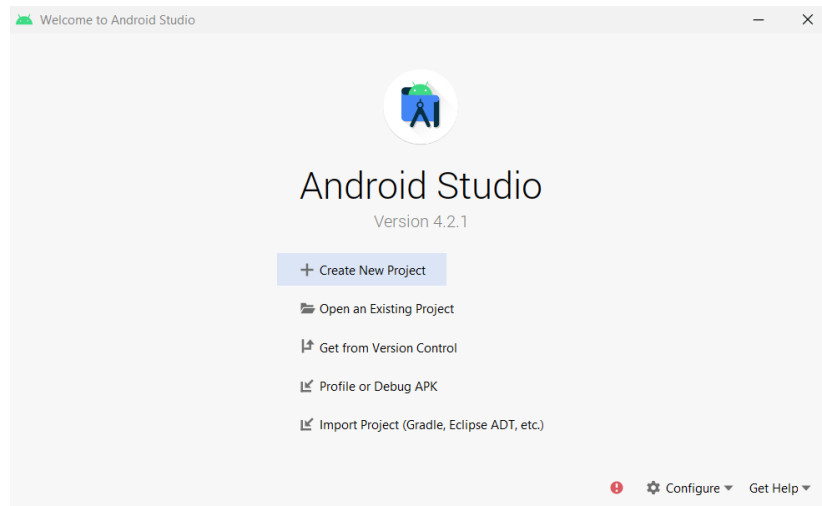 Welcome to Android Studio
Android Studio
Version 4.2.1
Create New Project
Open an Existing Project
Get from Version Control
Profile or Debug APK
Import Project (Gradle, Eclipse ADT, etc.)
Configure Get Help